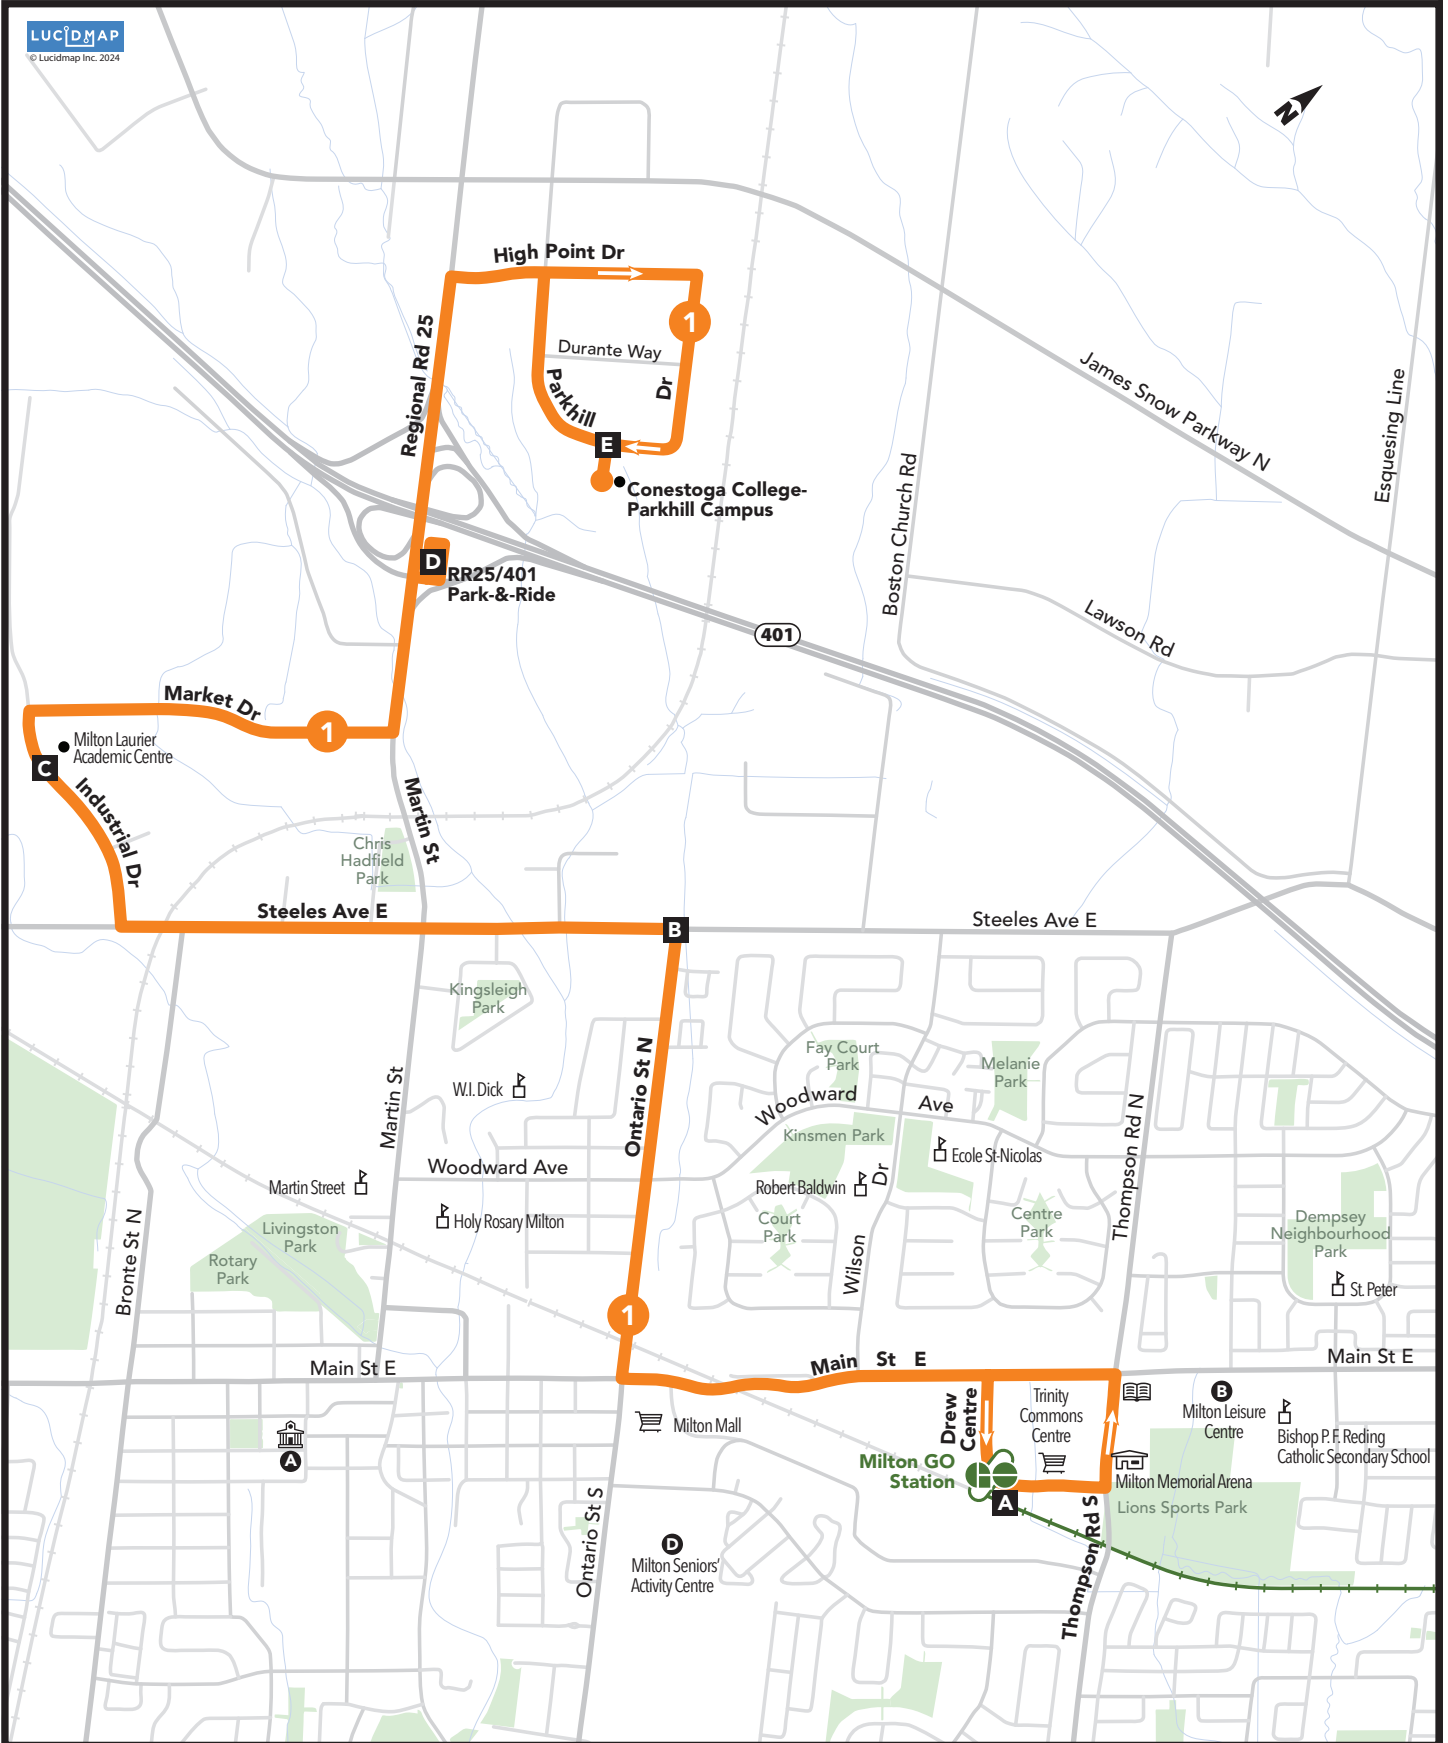 LUCIDMAP
© Lucidmap Inc. 2024
N
High Point Dr
1
Regional Rd 25
Durante Way
Parkhill
Dr
E
Conestoga College-
Parkhill Campus
James Snow Parkway N
Esquesing Line
Boston Church Rd
D
RR25/401
Park-&-Ride
401
Lawson Rd
Market Dr
1
Milton Laurier
Academic Centre
C
Industrial Dr
Martin St
Chris
Hadfield
Park
Steeles Ave E
B
Steeles Ave E
Kingsleigh
Park
Ontario St N
Fay Court
Park
Melanie
Park
W.I. Dick
Woodward
Ave
Martin St
Kinsmen Park
Ecole St-Nicolas
Thompson Rd N
Woodward Ave
Martin Street
Robert Baldwin
Dr
Holy Rosary Milton
Livingston
Park
Court
Park
Centre
Park
Dempsey
Neighbourhood
Park
Rotary
Park
Bronte St N
Wilson
St. Peter
1
Main St E
Main St E
Main St E
Drew
Centre
Trinity
Commons
Centre
B
Milton Leisure
Centre
Milton Mall
Bishop P. F. Reding
Catholic Secondary School
A
Milton GO
Station
A
Milton Memorial Arena
Lions Sports Park
Ontario St S
Thompson Rd S
D
Milton Seniors'
Activity Centre